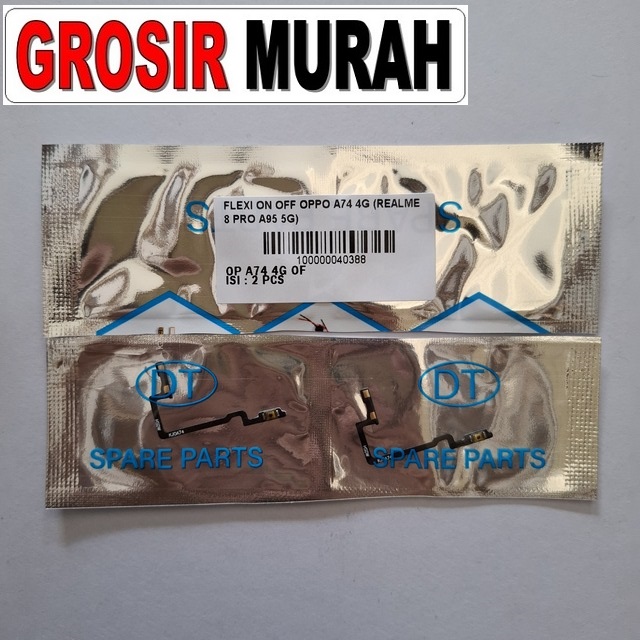 GROSIR MURAH
S
FLEXI ON OFF OPPO A74 4G (REALME
8 PRO A95 5G)
100000040388
OP A74 4G OF
ISI : 2 PCS
DT
DT
SPARE PARTS
SPARE PARTS